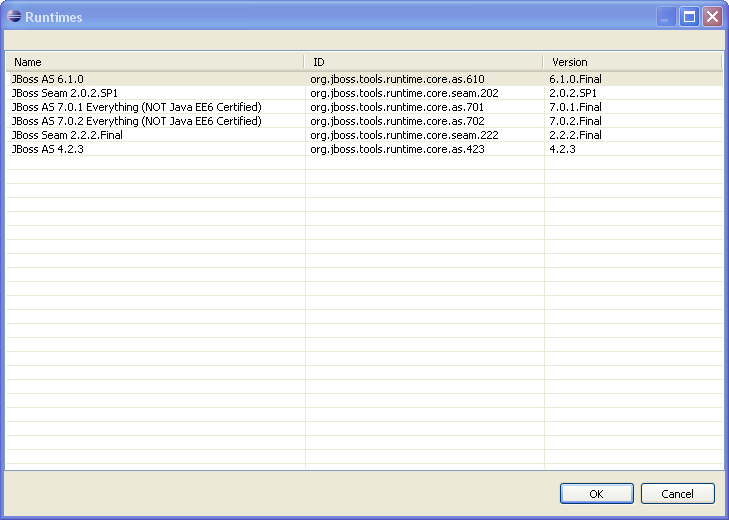 Runtimes
Name ID Version
JBoss AS 6.1.0 org.jboss.tools.runtime.core.as.610 6.1.0.Final
JBoss Seam 2.0.2.SP1 org.jboss.tools.runtime.core.seam.202 2.0.2.SP1
JBoss AS 7.0.1 Everything (NOT Java EE6 Certified) org.jboss.tools.runtime.core.as.701 7.0.1.Final
JBoss AS 7.0.2 Everything (NOT Java EE6 Certified) org.jboss.tools.runtime.core.as.702 7.0.2.Final
JBoss Seam 2.2.2.Final org.jboss.tools.runtime.core.seam.222 2.2.2.Final
JBoss AS 4.2.3 org.jboss.tools.runtime.core.as.423 4.2.3
OK Cancel